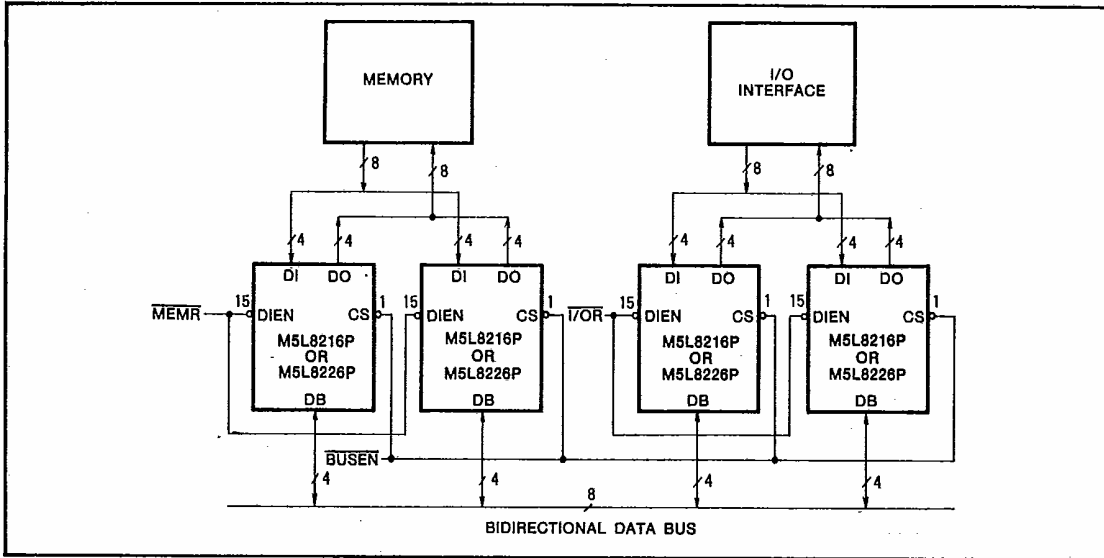 MEMORY
I/O
INTERFACE
8
8
8
8
4
4
4
4
4
4
4
4
DI DO
DI DO
DI DO
DI DO
MEMR
15
DIEN
CS
1
15
DIEN
CS
1
I/OR
15
DIEN
CS
1
15
DIEN
CS
1
M5L8216P
OR
M5L8226P
M5L8216P
OR
M5L8226P
M5L8216P
OR
M5L8226P
M5L8216P
OR
M5L8226P
DB
DB
DB
DB
BUSEN
4
4
4
4
8
BIDIRECTIONAL DATA BUS